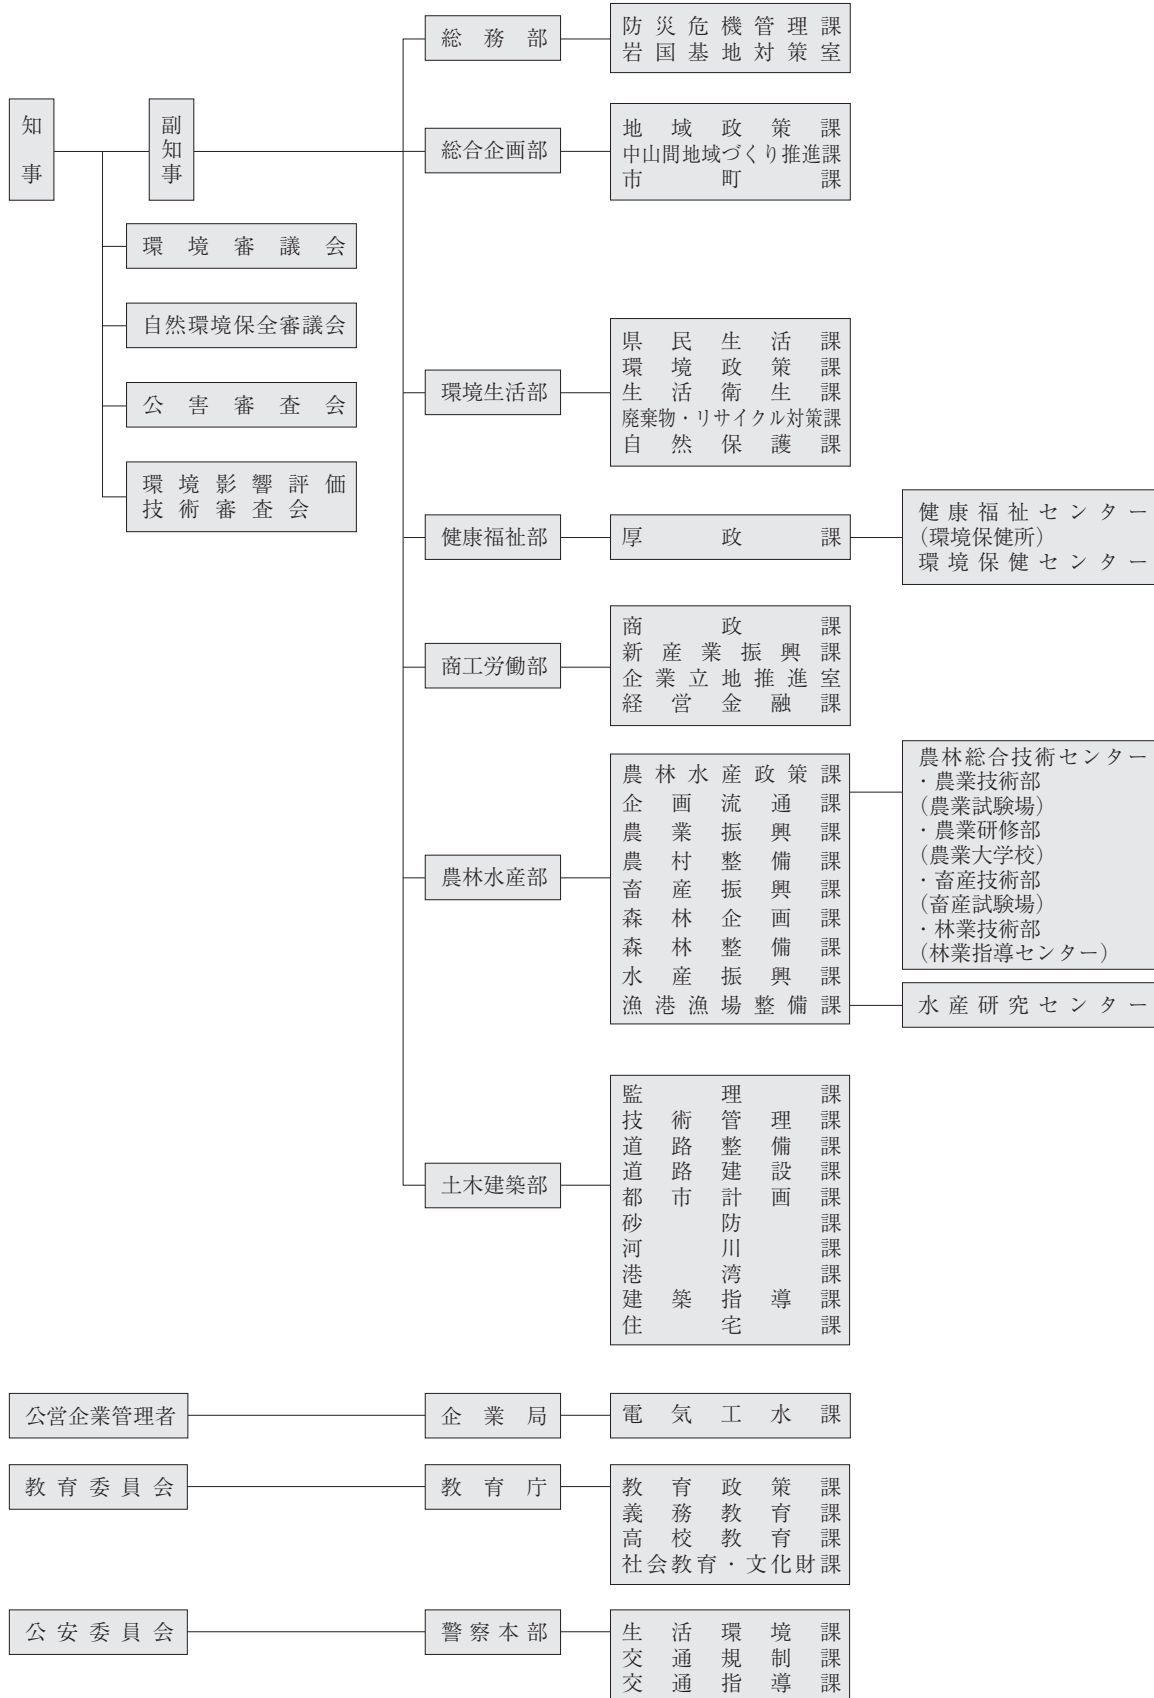 知事
副知事
環境審議会
自然環境保全審議会
公害審査会
環境影響評価
技術審査会
総務部
防災危機管理課
岩国基地対策室
総合企画部
地域政策課
中山間地域づくり推進課
市町課
環境生活部
県民生活課
環境政策課
生活衛生課
廃棄物・リサイクル対策課
自然保護課
健康福祉部
厚政課
健康福祉センター
(環境保健所)
環境保健センター
商工労働部
商政課
新産業振興課
企業立地推進室
経営金融課
農林水産部
農林水産政策課
企画流通課
農業振興課
農村整備課
畜産振興課
森林企画課
森林整備課
水産振興課
漁港漁場整備課
農林総合技術センター
・農業技術部
(農業試験場)
・農業研修部
(農業大学校)
・畜産技術部
(畜産試験場)
・林業技術部
(林業指導センター)
水産研究センター
土木建築部
監理課
技術管理課
道路整備課
道路建設課
都市計画課
砂防課
河川課
港湾課
建築指導課
住宅課
公営企業管理者
企業局
電気工水課
教育委員会
教育庁
教育政策課
義務教育課
高校教育課
社会教育・文化財課
公安委員会
警察本部
生活環境課
交通規制課
交通指導課